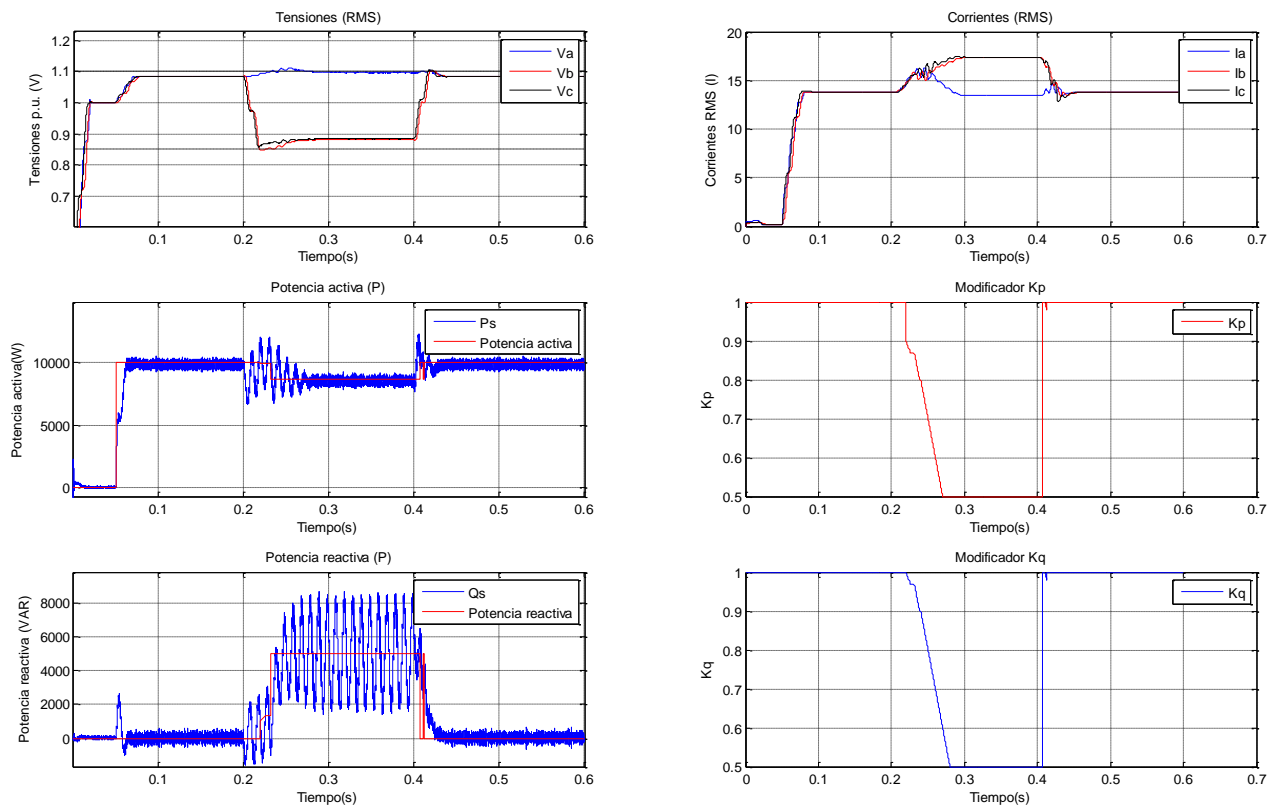 Tensiones (RMS)
Tensiones p.u. (V)
1.2
1.1
1
0.9
0.8
0.7
Va
Vb
Vc
0.1
0.2
0.3
0.4
0.5
0.6
Tiempo(s)
Corrientes (RMS)
Corrientes RMS (I)
20
15
10
5
0
Ia
Ib
Ic
0
0.1
0.2
0.3
0.4
0.5
0.6
0.7
Tiempo(s)
Potencia activa (P)
Potencia activa(W)
10000
5000
0
Ps
Potencia activa
0.1
0.2
0.3
0.4
0.5
0.6
Tiempo(s)
Modificador Kp
Kp
1
0.9
0.8
0.7
0.6
0.5
Kp
0
0.1
0.2
0.3
0.4
0.5
0.6
0.7
Tiempo(s)
Potencia reactiva (P)
Potencia reactiva (VAR)
8000
6000
4000
2000
0
Qs
Potencia reactiva
0.1
0.2
0.3
0.4
0.5
0.6
Tiempo(s)
Modificador Kq
Kq
1
0.9
0.8
0.7
0.6
0.5
Kq
0
0.1
0.2
0.3
0.4
0.5
0.6
0.7
Tiempo(s)